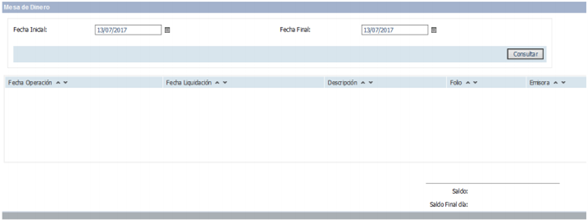 Mesa de Dinero
Fecha Inicial: 13/07/2017 Fecha Final: 13/07/2017
Consultar
Fecha Operación Fecha Liquidación Descripción Folio Emisora
Saldo:
Saldo Final día: